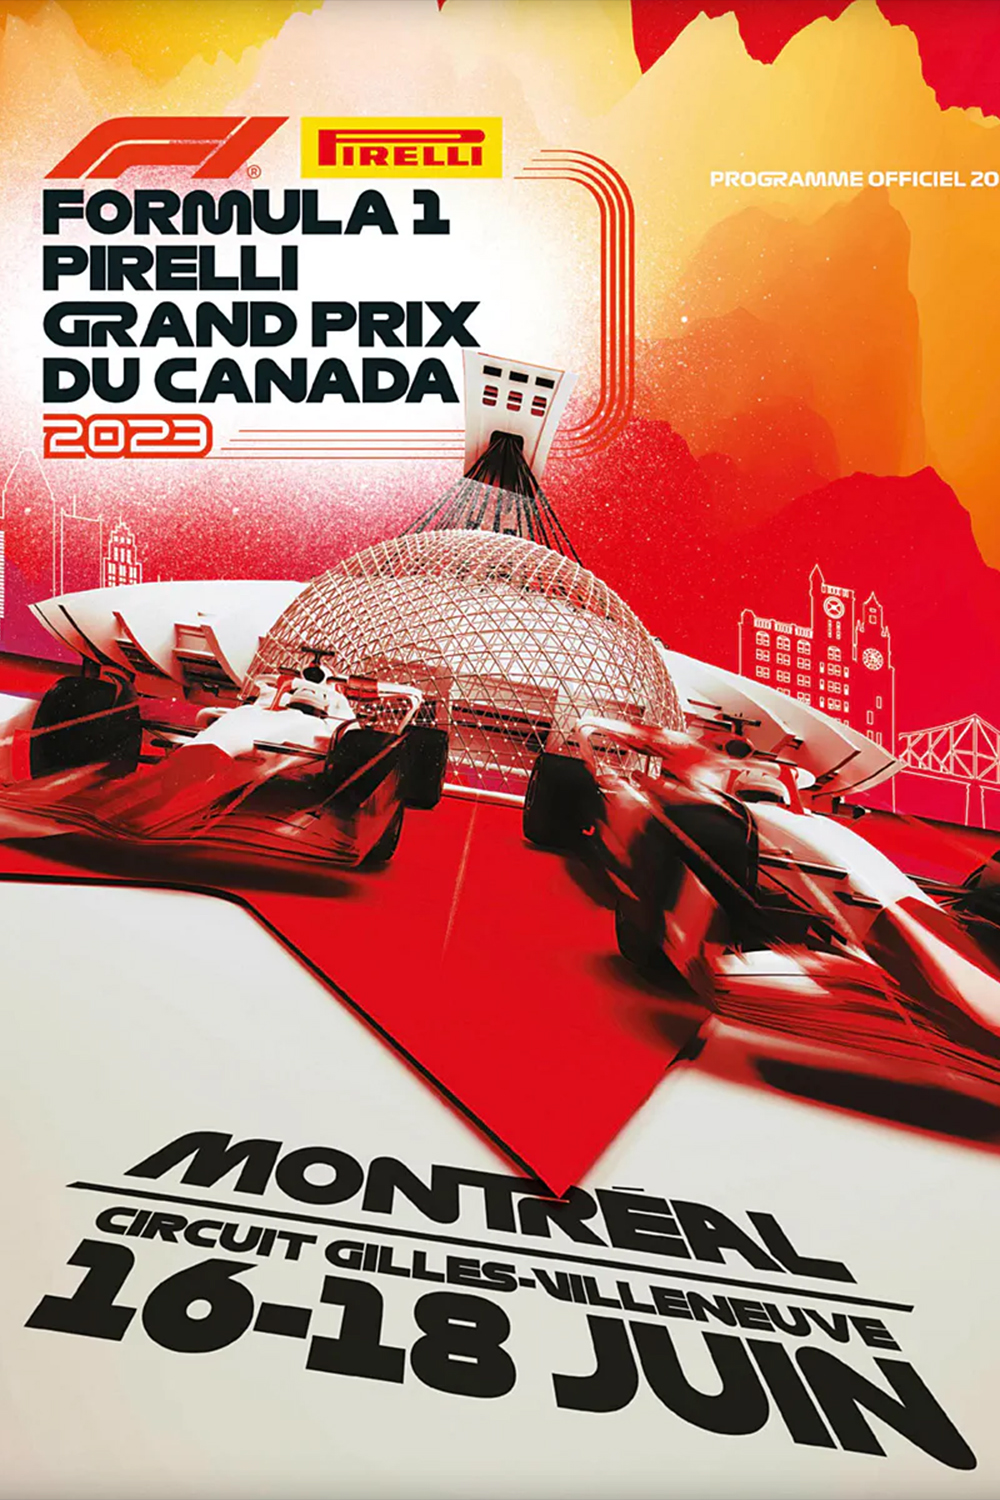 F1®
PIRELLI
PROGRAMME OFFICIEL 20
FORMULA 1
PIRELLI
GRAND PRIX
DU CANADA
2023
MONTRÉAL
CIRCUIT GILLES-VILLENEUVE
16-18 JUIN